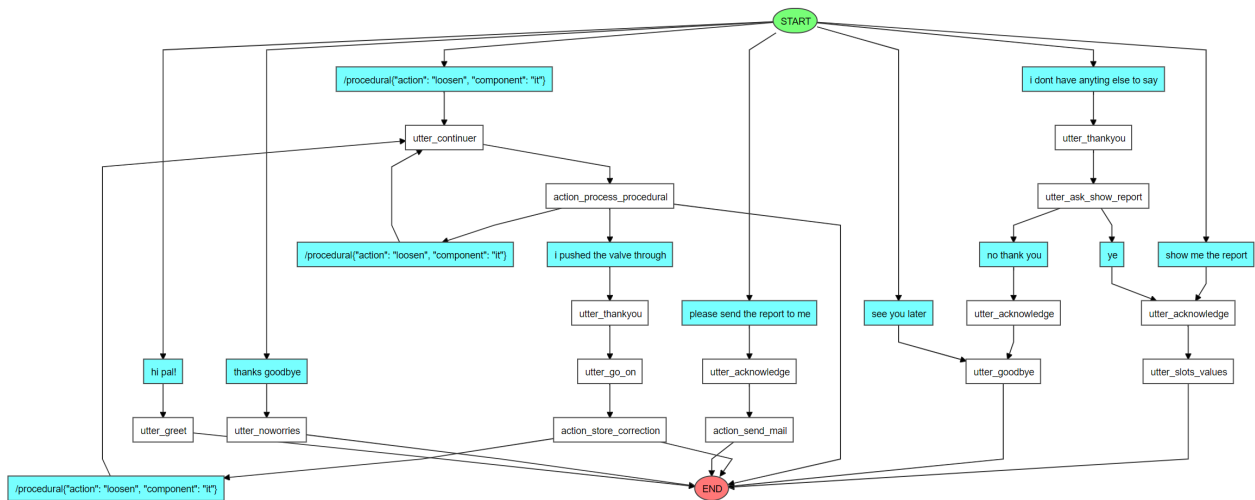 START
/procedural{"action": "loosen", "component": "it"}
i dont have anyting else to say
utter_continuer
utter_thankyou
action_process_procedural
utter_ask_show_report
/procedural{"action": "loosen", "component": "it"}
i pushed the valve through
no thank you
ye
show me the report
utter_thankyou
please send the report to me
see you later
utter_acknowledge
utter_acknowledge
hi pal!
thanks goodbye
utter_go_on
utter_acknowledge
utter_goodbye
utter_slots_values
utter_greet
utter_noworries
action_store_correction
action_send_mail
/procedural{"action": "loosen", "component": "it"}
END